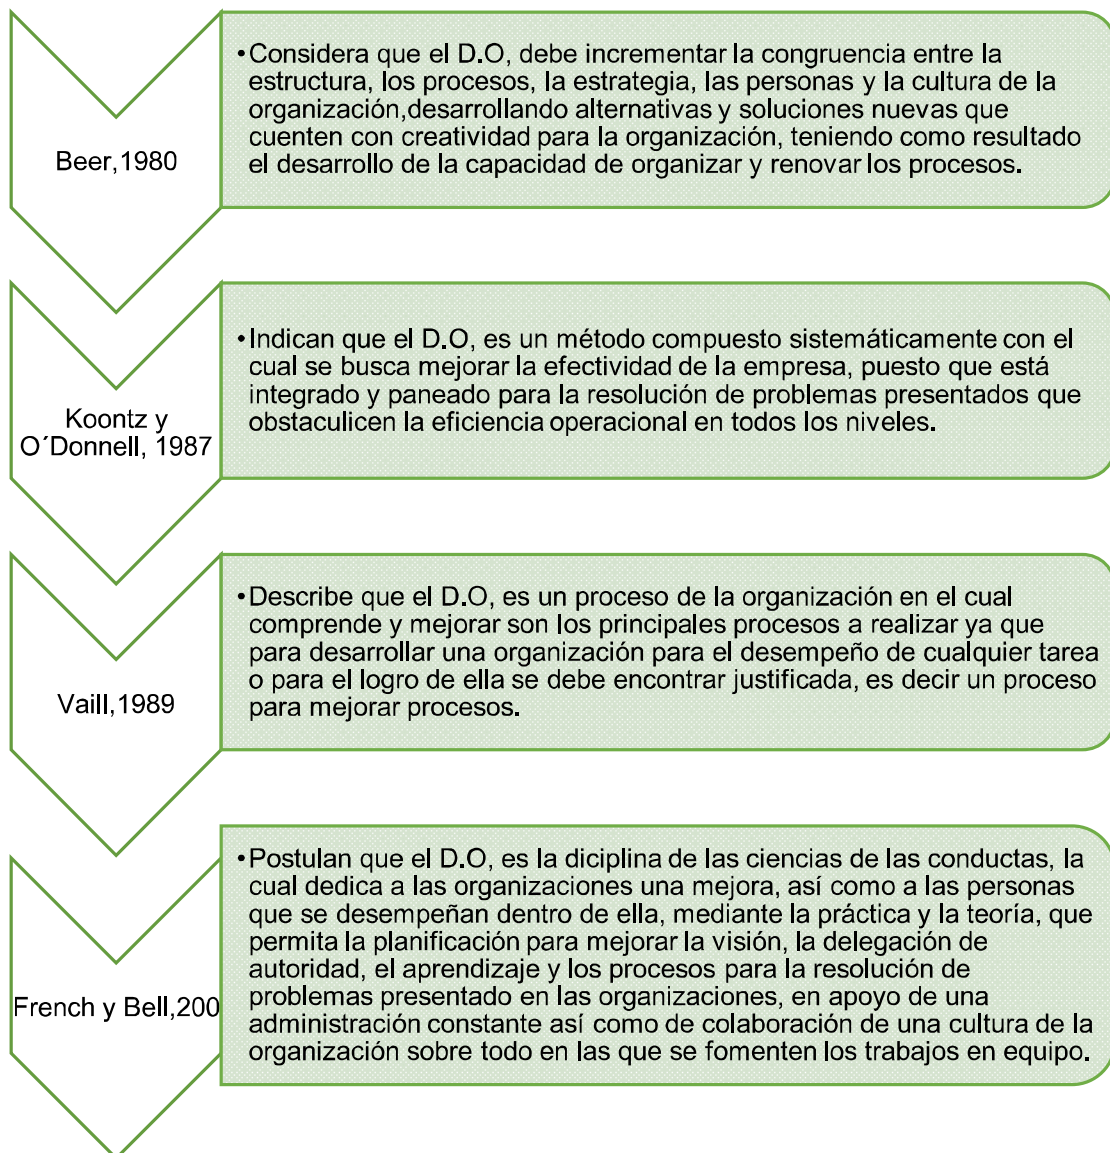 Beer,1980
•Considera que el D.O, debe incrementar la congruencia entre la
estructura, los procesos, la estrategia, las personas y la cultura de la
organización,desarrollando alternativas y soluciones nuevas que
cuenten con creatividad para la organización, teniendo como resultado
el desarrollo de la capacidad de organizar y renovar los procesos.
Koontz y
O´Donnell, 1987
•Indican que el D.O, es un método compuesto sistemáticamente con el
cual se busca mejorar la efectividad de la empresa, puesto que está
integrado y paneado para la resolución de problemas presentados que
obstaculicen la eficiencia operacional en todos los niveles.
Vaill,1989
•Describe que el D.O, es un proceso de la organización en el cual
comprende y mejorar son los principales procesos a realizar ya que
para desarrollar una organización para el desempeño de cualquier tarea
o para el logro de ella se debe encontrar justificada, es decir un proceso
para mejorar procesos.
French y Bell,200
•Postulan que el D.O, es la diciplina de las ciencias de las conductas, la
cual dedica a las organizaciones una mejora, así como a las personas
que se desempeñan dentro de ella, mediante la práctica y la teoría, que
permita la planificación para mejorar la visión, la delegación de
autoridad, el aprendizaje y los procesos para la resolución de
problemas presentado en las organizaciones, en apoyo de una
administración constante así como de colaboración de una cultura de la
organización sobre todo en las que se fomenten los trabajos en equipo.